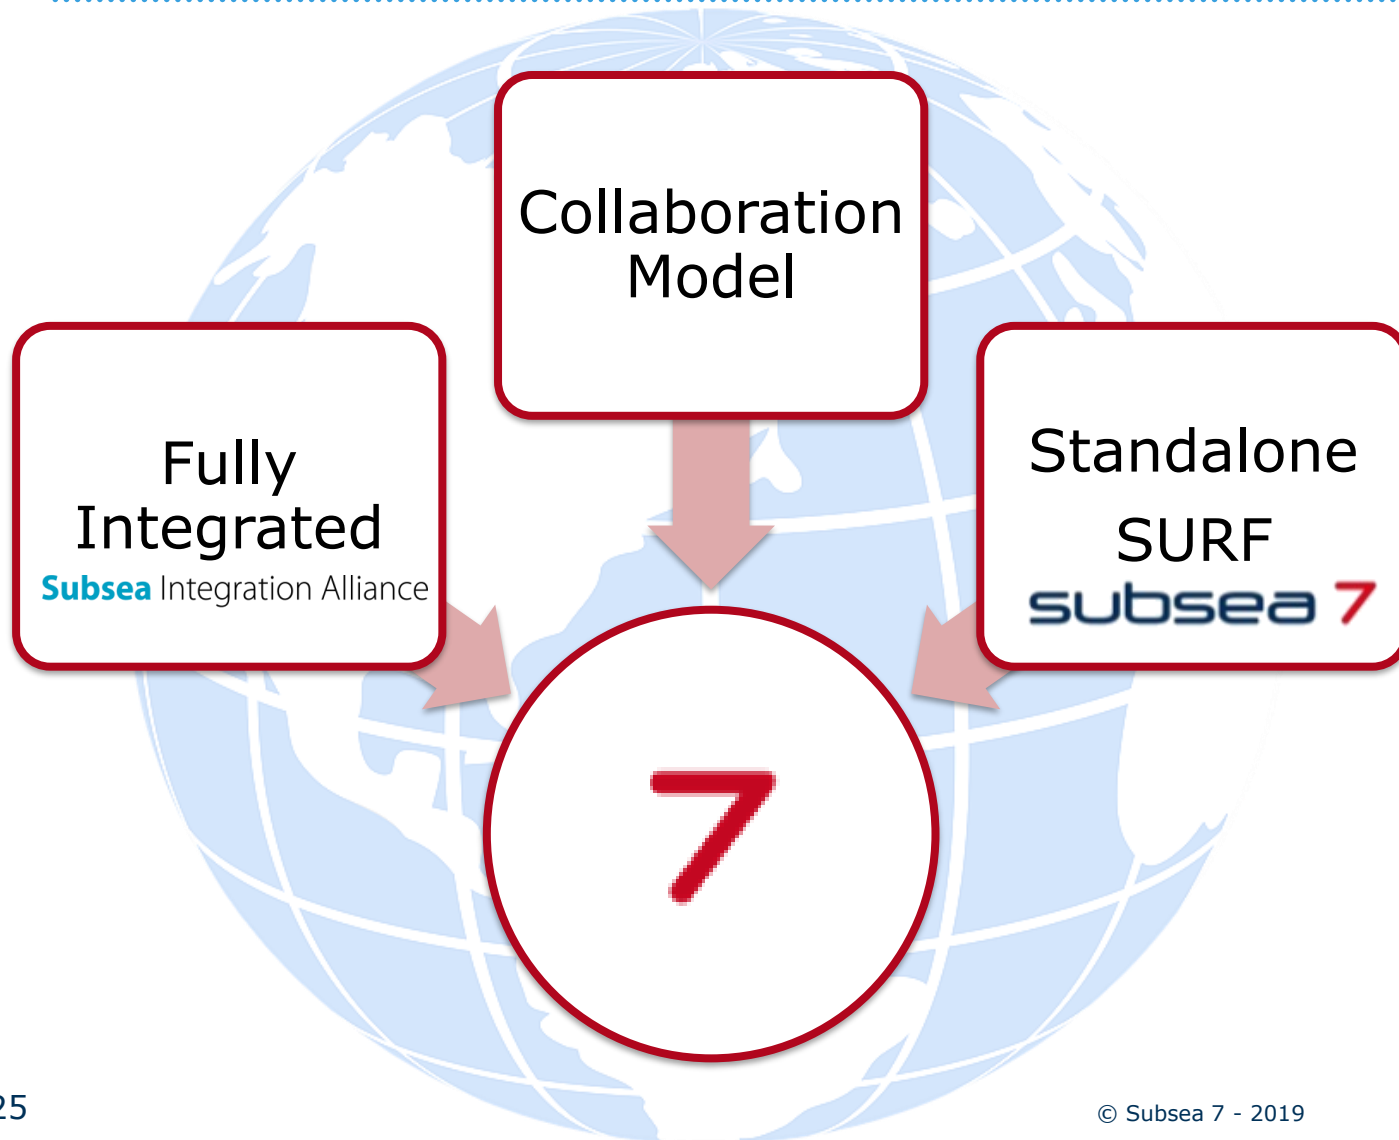 Collaboration
Model
Fully
Integrated
Subsea Integration Alliance
Standalone
SURF
subsea 7
7
25
© Subsea 7 - 2019